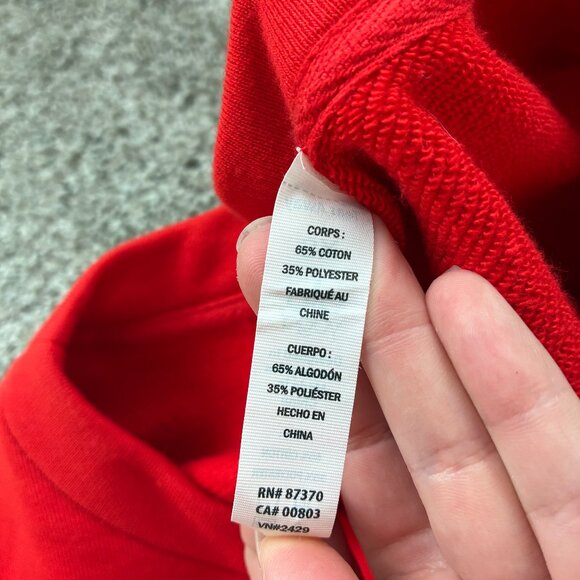 CORPS :
65% COTON
35% POLYESTER
FABRIQUÉ AU
CHINE
CUERPO :
65% ALGODÓN
35% POLIÉSTER
HECHO EN
CHINA
RN# 87370
CA# 00803
VN#2429